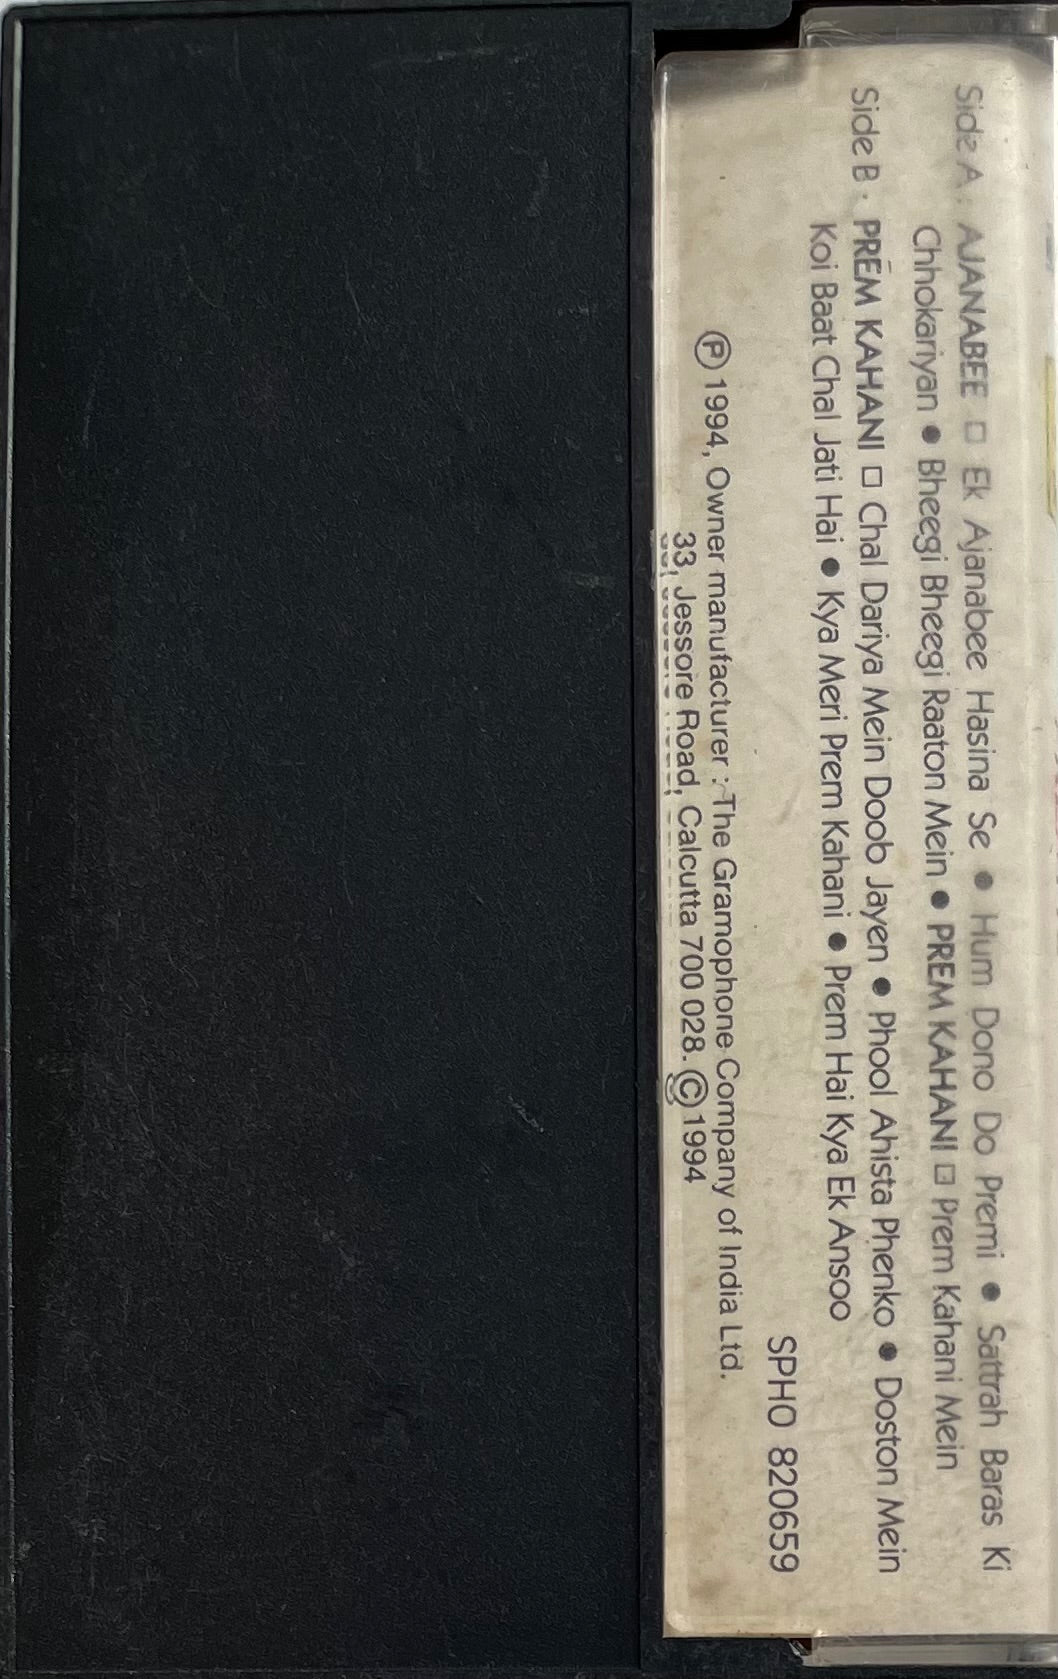 Side A : AJANABEE □ Ek Ajanabee Hasina Se ● Hum Dono Do Premi ● Sattrah Baras Ki
Chhokariyan ● Bheegi Bheegi Raaton Mein ● PREM KAHANI □ Prem Kahani Mein
Side B : PREM KAHANI □ Chal Dariya Mein Doob Jayen ● Phool Ahista Phenko ● Doston Mein
Koi Baat Chal Jati Hai ● Kya Meri Prem Kahani ● Prem Hai Kya Ek Ansoo
SPHO 820659
Ⓟ 1994, Owner manufacturer : The Gramophone Company of India Ltd.
33, Jessore Road, Calcutta 700 028. © 1994